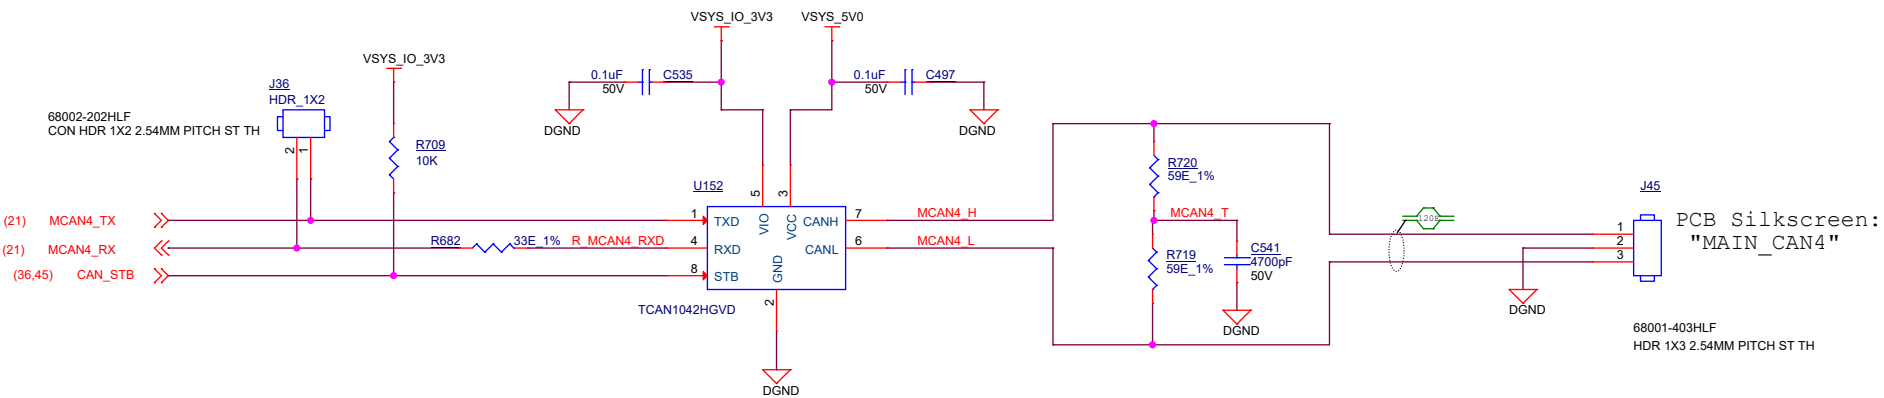 VSYS_IO_3V3
VSYS_5V0
VSYS_IO_3V3
J36
HDR_1X2
68002-202HLF
CON HDR 1X2 2.54MM PITCH ST TH
2
1
R709
10K
0.1uF
C535
50V
DGND
0.1uF
C497
50V
DGND
U152
5
3
(21)
MCAN4_TX
1
TXD
VIO
VCC
CANH
7
MCAN4_H
(21)
MCAN4_RX
R682
33E_1%
R_MCAN4_RXD
4
RXD
CANL
6
MCAN4_L
(36,45)
CAN_STB
8
STB
GND
2
TCAN1042HGVD
DGND
R720
59E_1%
MCAN4_T
R719
59E_1%
C541
4700pF
50V
DGND
120E
J45
1
2
3
PCB Silkscreen:
"MAIN_CAN4"
DGND
68001-403HLF
HDR 1X3 2.54MM PITCH ST TH